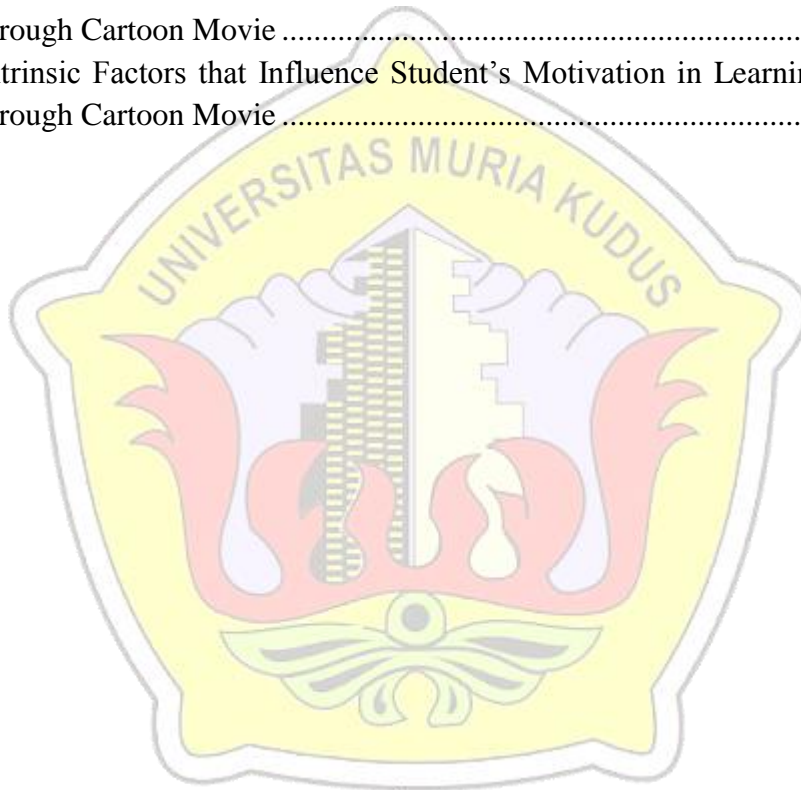 rough Cartoon Movie ................................................................
trinsic Factors that Influence Student’s Motivation in Learnin
rough Cartoon Movie ................................................................
UNIVERSITAS MURIA KUDUS